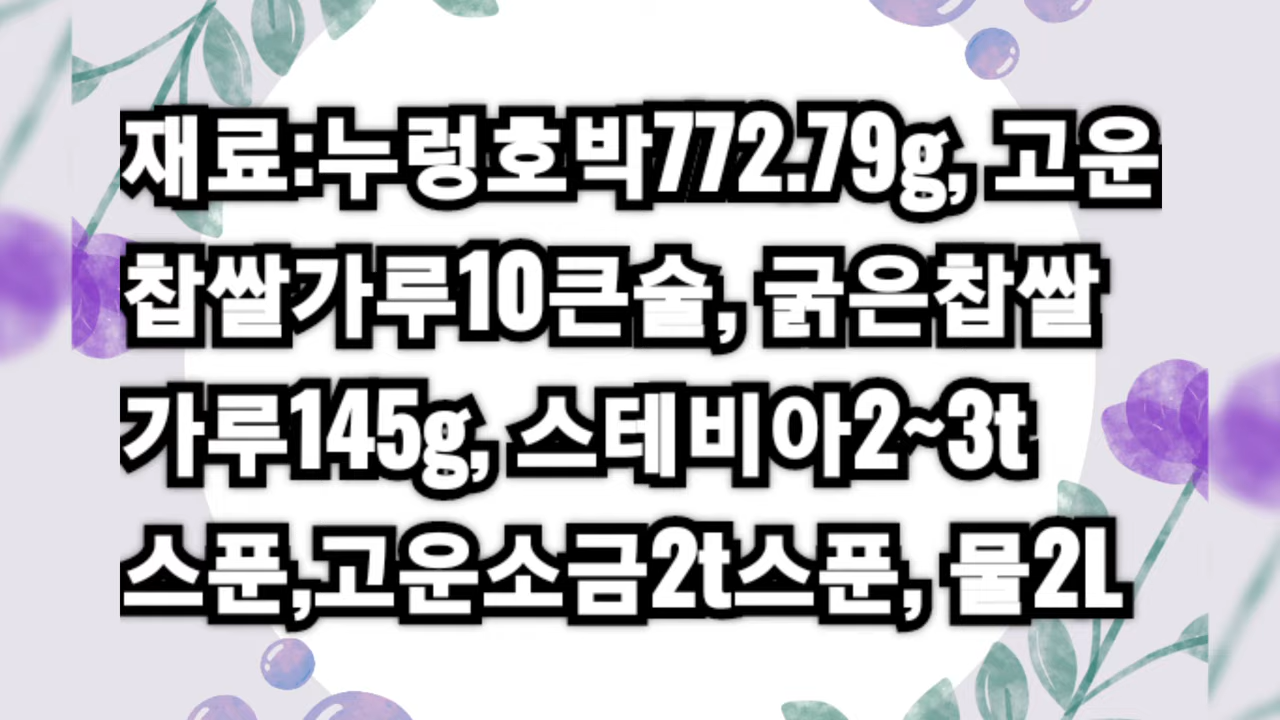 재료:누렁호박772.79g, 고운
찹쌀가루10큰술, 굵은찹쌀
가루145g, 스테비아2~3t
스푼,고운소금2t스푼, 물2L